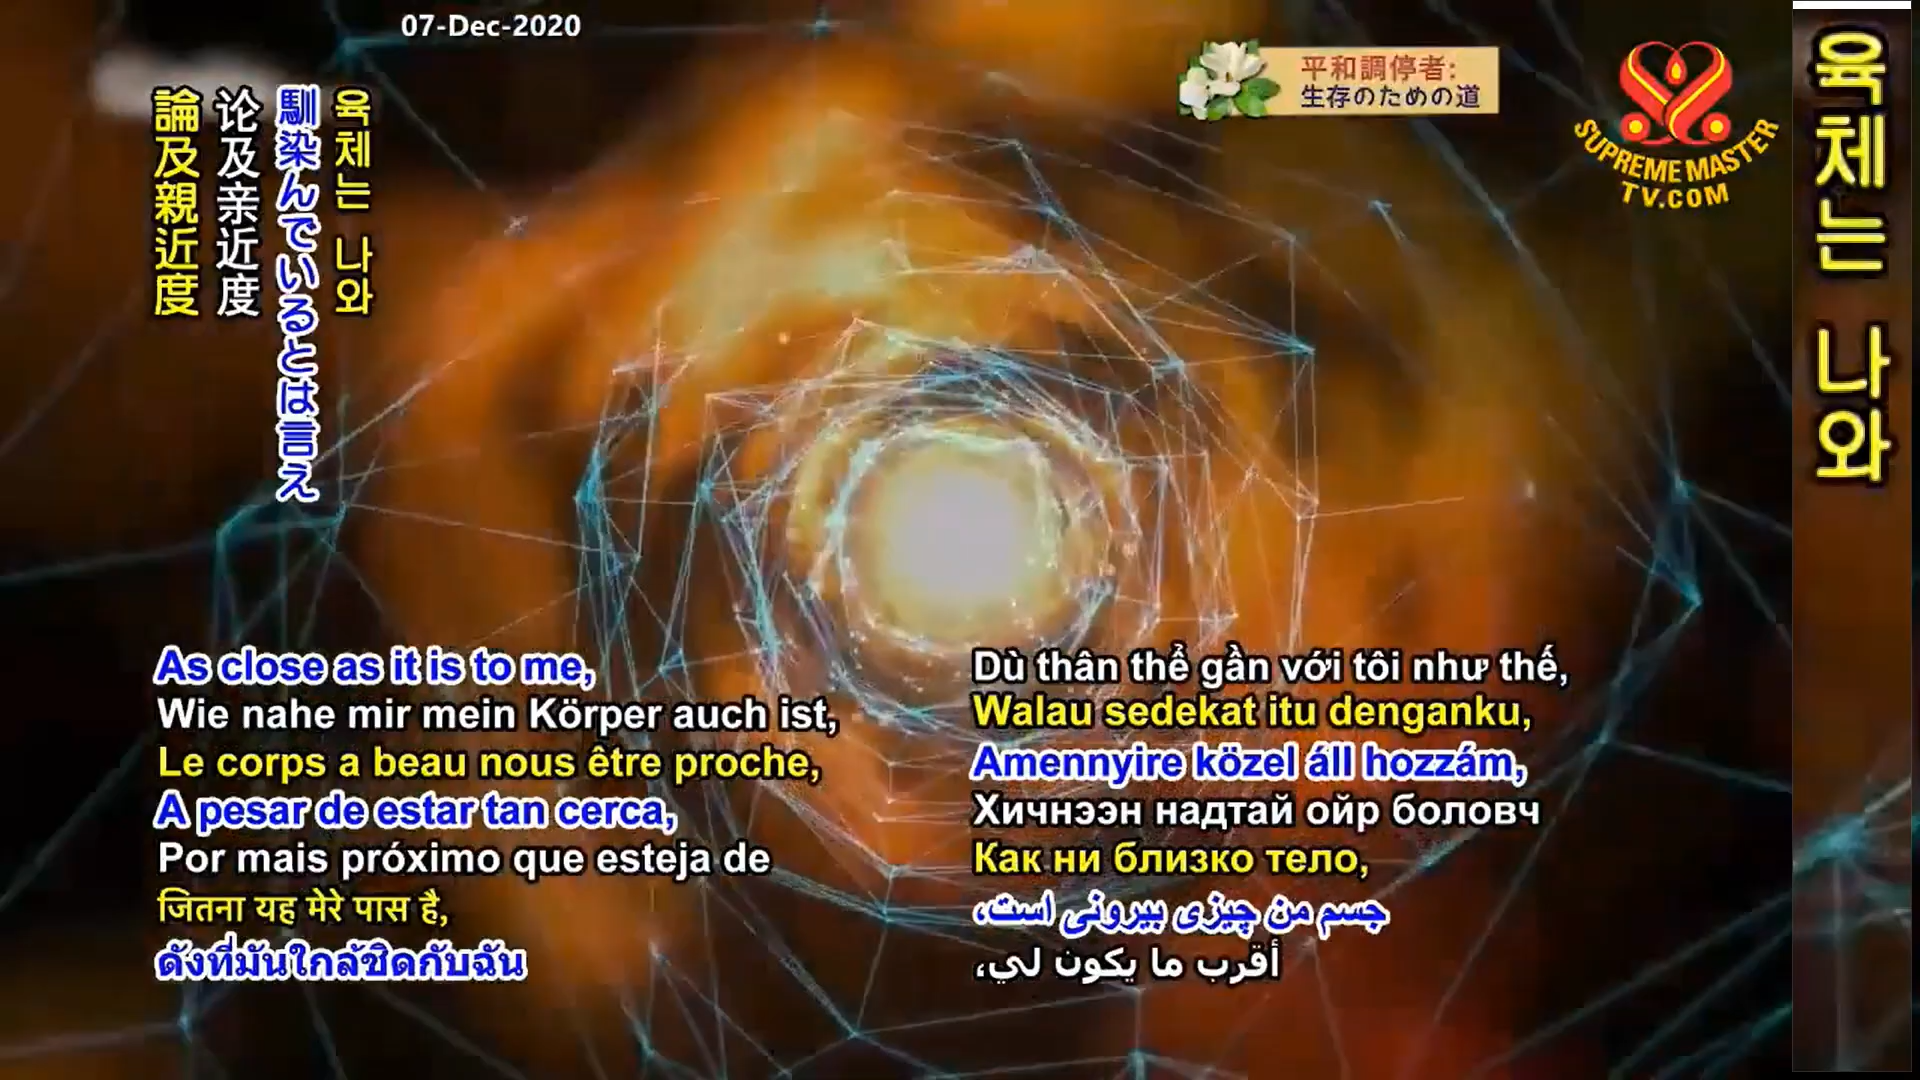 07-Dec-2020
平和調停者:
生存のための道
SUPREME MASTER
TV.COM
육체는 나와
馴染んでいるとは言え
论及亲近度
論及親近度
육체는 나와
As close as it is to me,
Wie nahe mir mein Körper auch ist,
Le corps a beau nous être proche,
A pesar de estar tan cerca,
Por mais próximo que esteja de
जितना यह मेरे पास है,
ดังที่มันใกล้ชิดกับฉัน
Dù thân thể gần với tôi như thế,
Walau sedekat itu denganku,
Amennyire közel áll hozzám,
Хичнээн надтай ойр боловч
Как ни близко тело,
جسم من چیزی بیرونی است،
أقرب ما يكون لي،